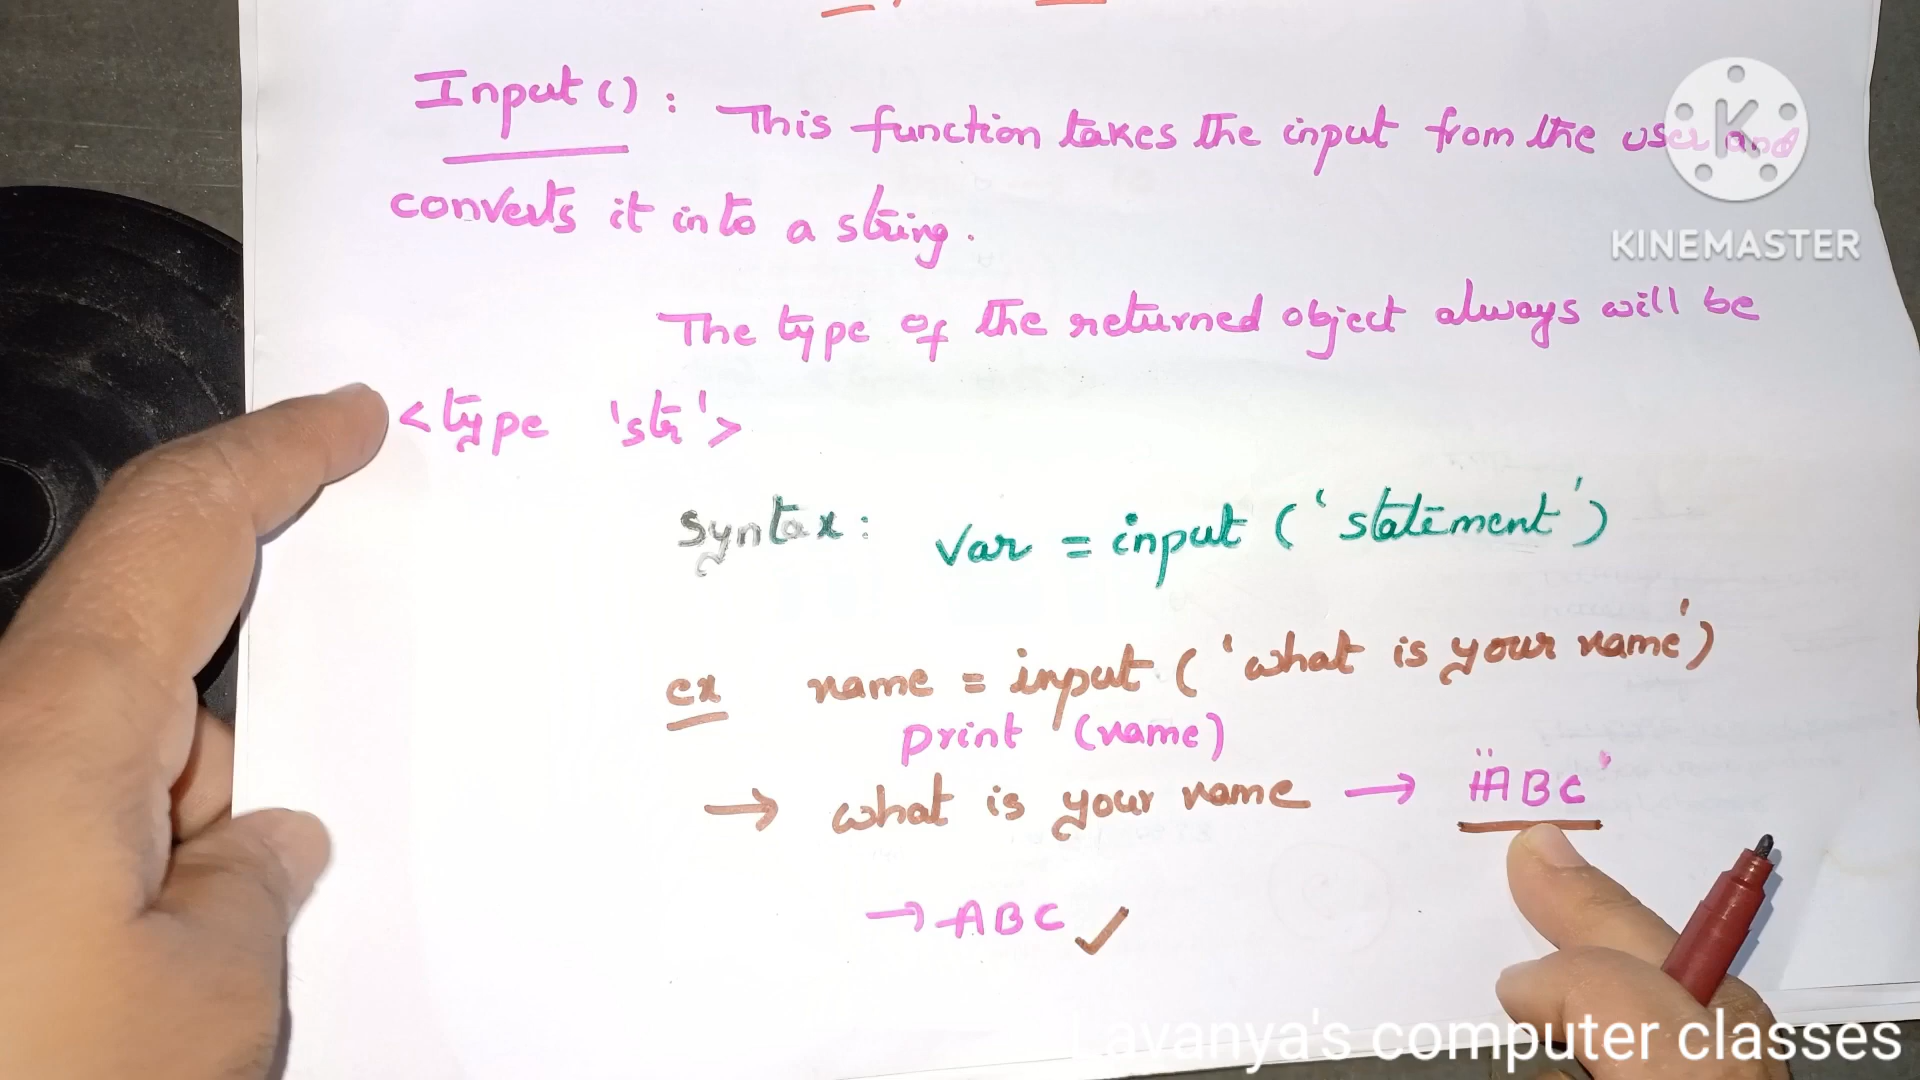 Input() : This function takes the input from the user and
converts it into a string.
The type of the returned object always will be
<type 'str'>
Syntax: Var = input ('statement')
ex name = input ('what is your name')
print (name)
→ what is your name → "ABC'
→ ABC ✓
K
KINEMASTER
Lavanya's computer classes